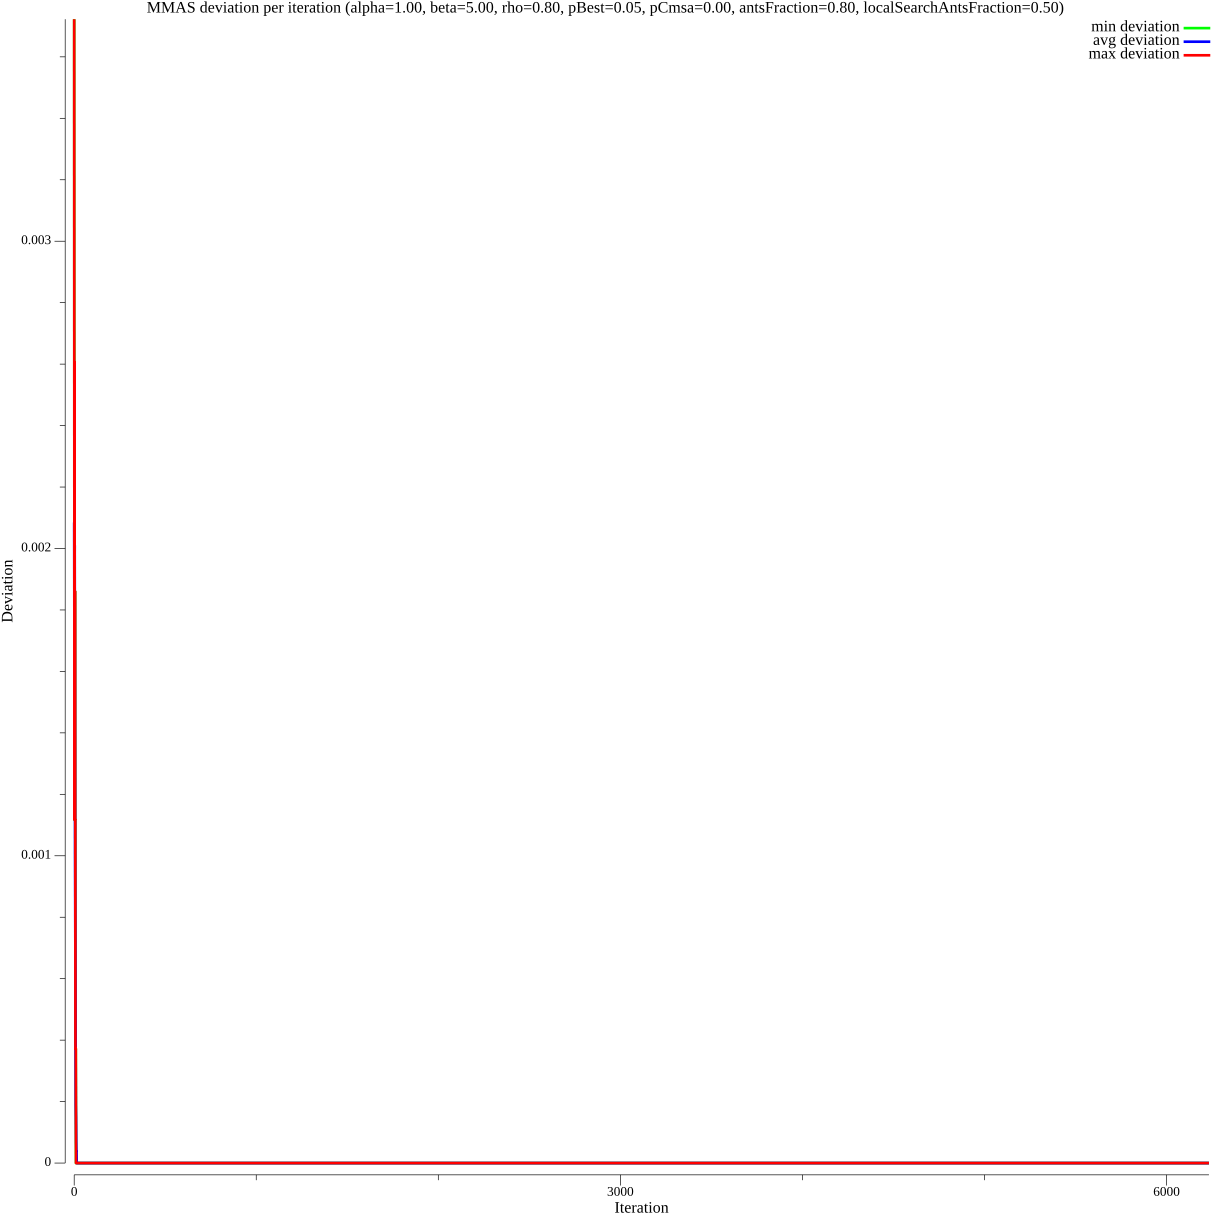 MMAS deviation per iteration (alpha=1.00, beta=5.00, rho=0.80, pBest=0.05, pCmsa=0.00, antsFraction=0.80, localSearchAntsFraction=0.50)
min deviation
avg deviation
max deviation
0.003
0.002
Deviation
0.001
0
0
3000
6000
Iteration